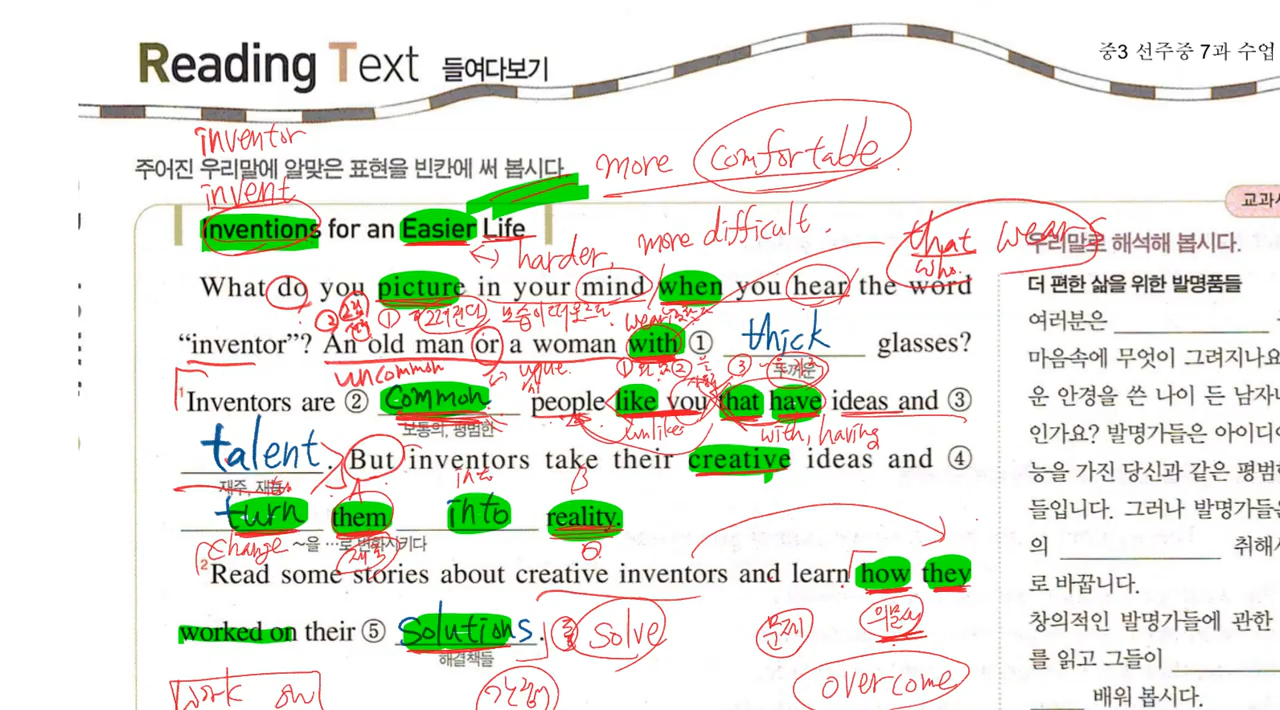 Reading Text 들여다보기
중3 선주중 7과 수업
inventor
주어진 우리말에 알맞은 표현을 빈칸에 써 봅시다.
more comfortable
invent
Inventions for an Easier Life
↔ harder, more difficult.
that wears
who.
What do you picture in your mind when you hear the word
“inventor”? An old man or a woman with ① thick glasses?
두꺼운
uncommon
Inventors are ② common people like you that have ideas and ③
보통의, 평범한
unlike
with, having
talent. But inventors take their creative ideas and ④
재주, 재능
turn them into reality.
change ~을 …로 변화시키다
Read some stories about creative inventors and learn how they
worked on their ⑤ solutions. solve
해결책들
문제
의문사
overcome
work on
교과서
우리말로 해석해 봅시다.
더 편한 삶을 위한 발명품들
여러분은
마음속에 무엇이 그려지나요
운 안경을 쓴 나이 든 남자
인가요? 발명가들은 아이디어
능을 가진 당신과 같은 평범한
들입니다. 그러나 발명가들은
의 취해서
로 바꿉니다.
창의적인 발명가들에 관한
를 읽고 그들이
배워 봅시다.